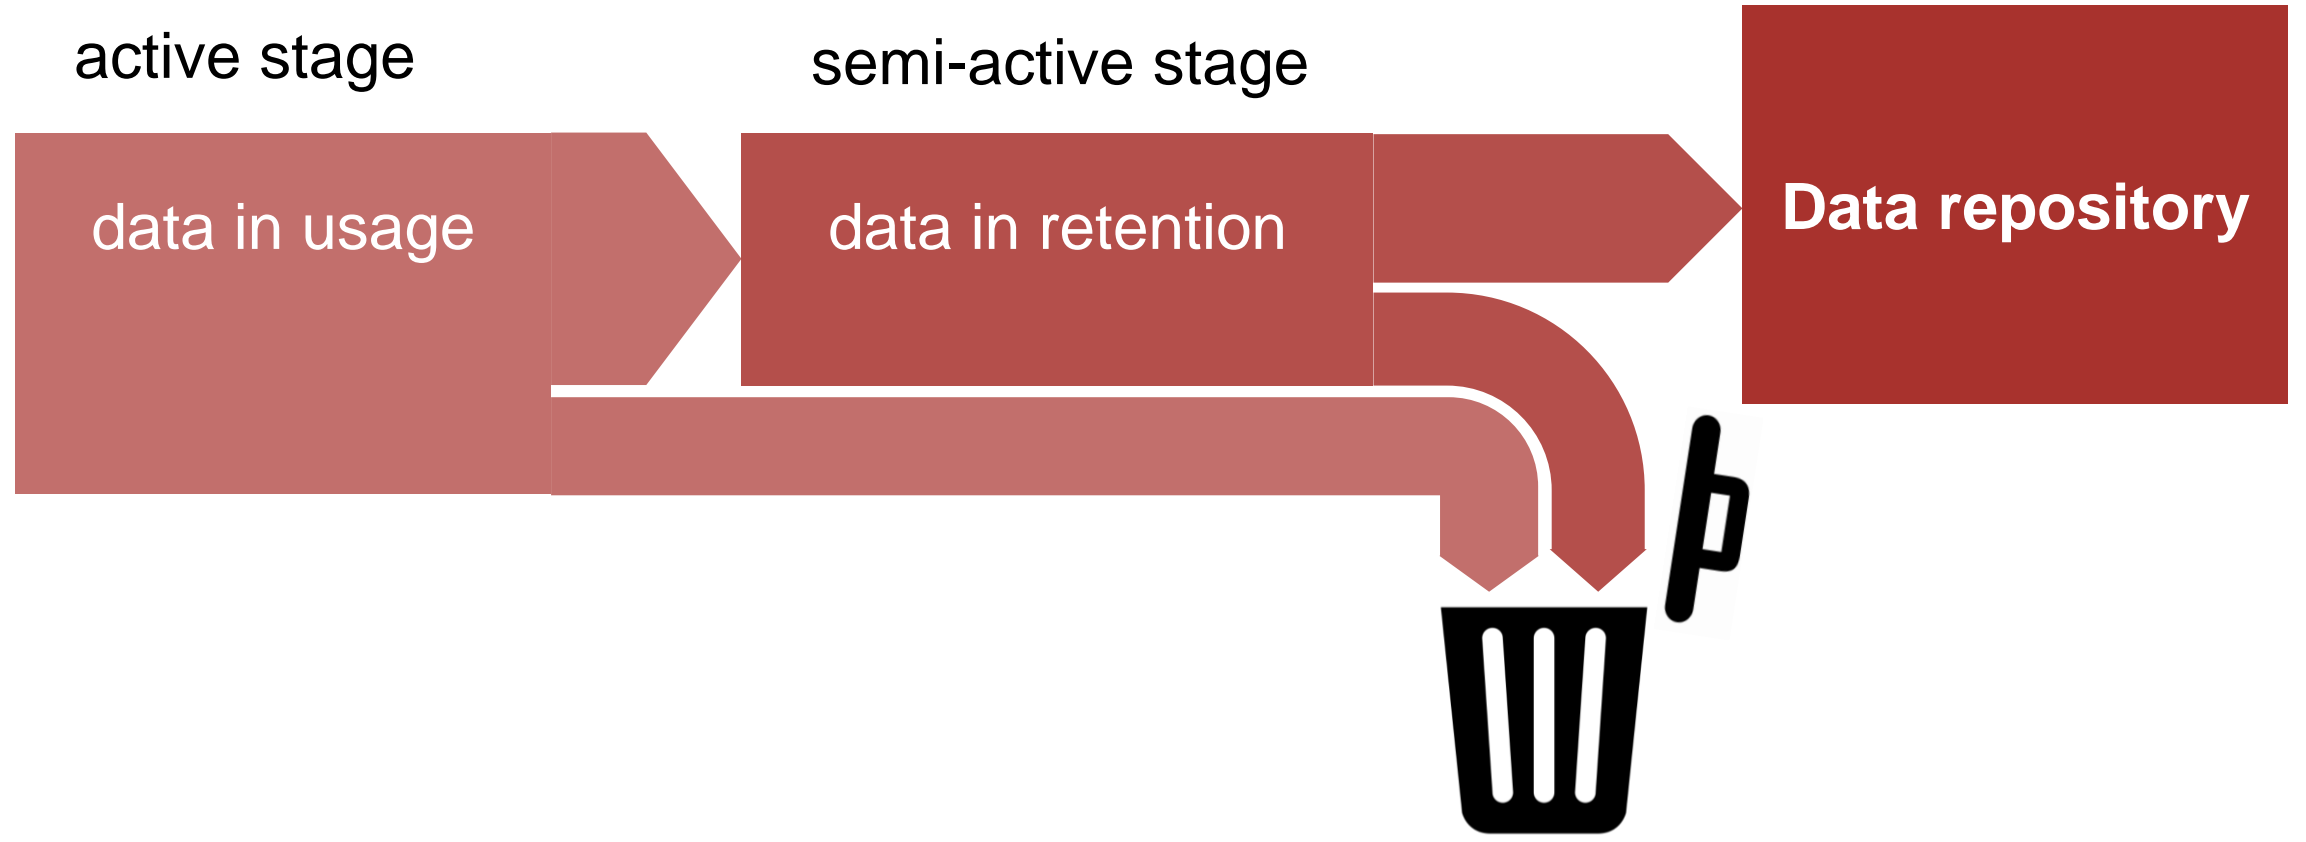 active stage
semi-active stage
data in usage
data in retention
Data repository